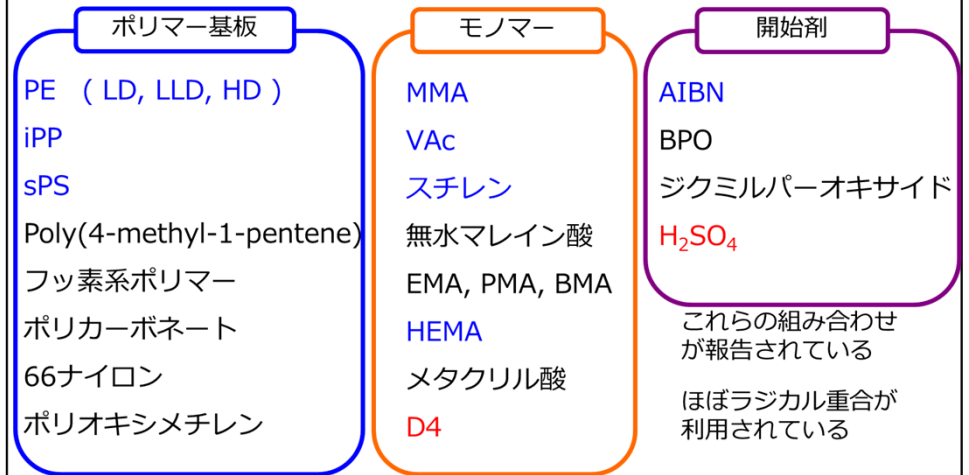 ポリマー基板
PE ( LD, LLD, HD )
iPP
sPS
Poly(4-methyl-1-pentene)
フッ素系ポリマー
ポリカーボネート
66ナイロン
ポリオキシメチレン
モノマー
MMA
VAc
スチレン
無水マレイン酸
EMA, PMA, BMA
HEMA
メタクリル酸
D4
開始剤
AIBN
BPO
ジクミルパーオキサイド
H₂SO₄
これらの組み合わせ
が報告されている
ほぼラジカル重合が
利用されている